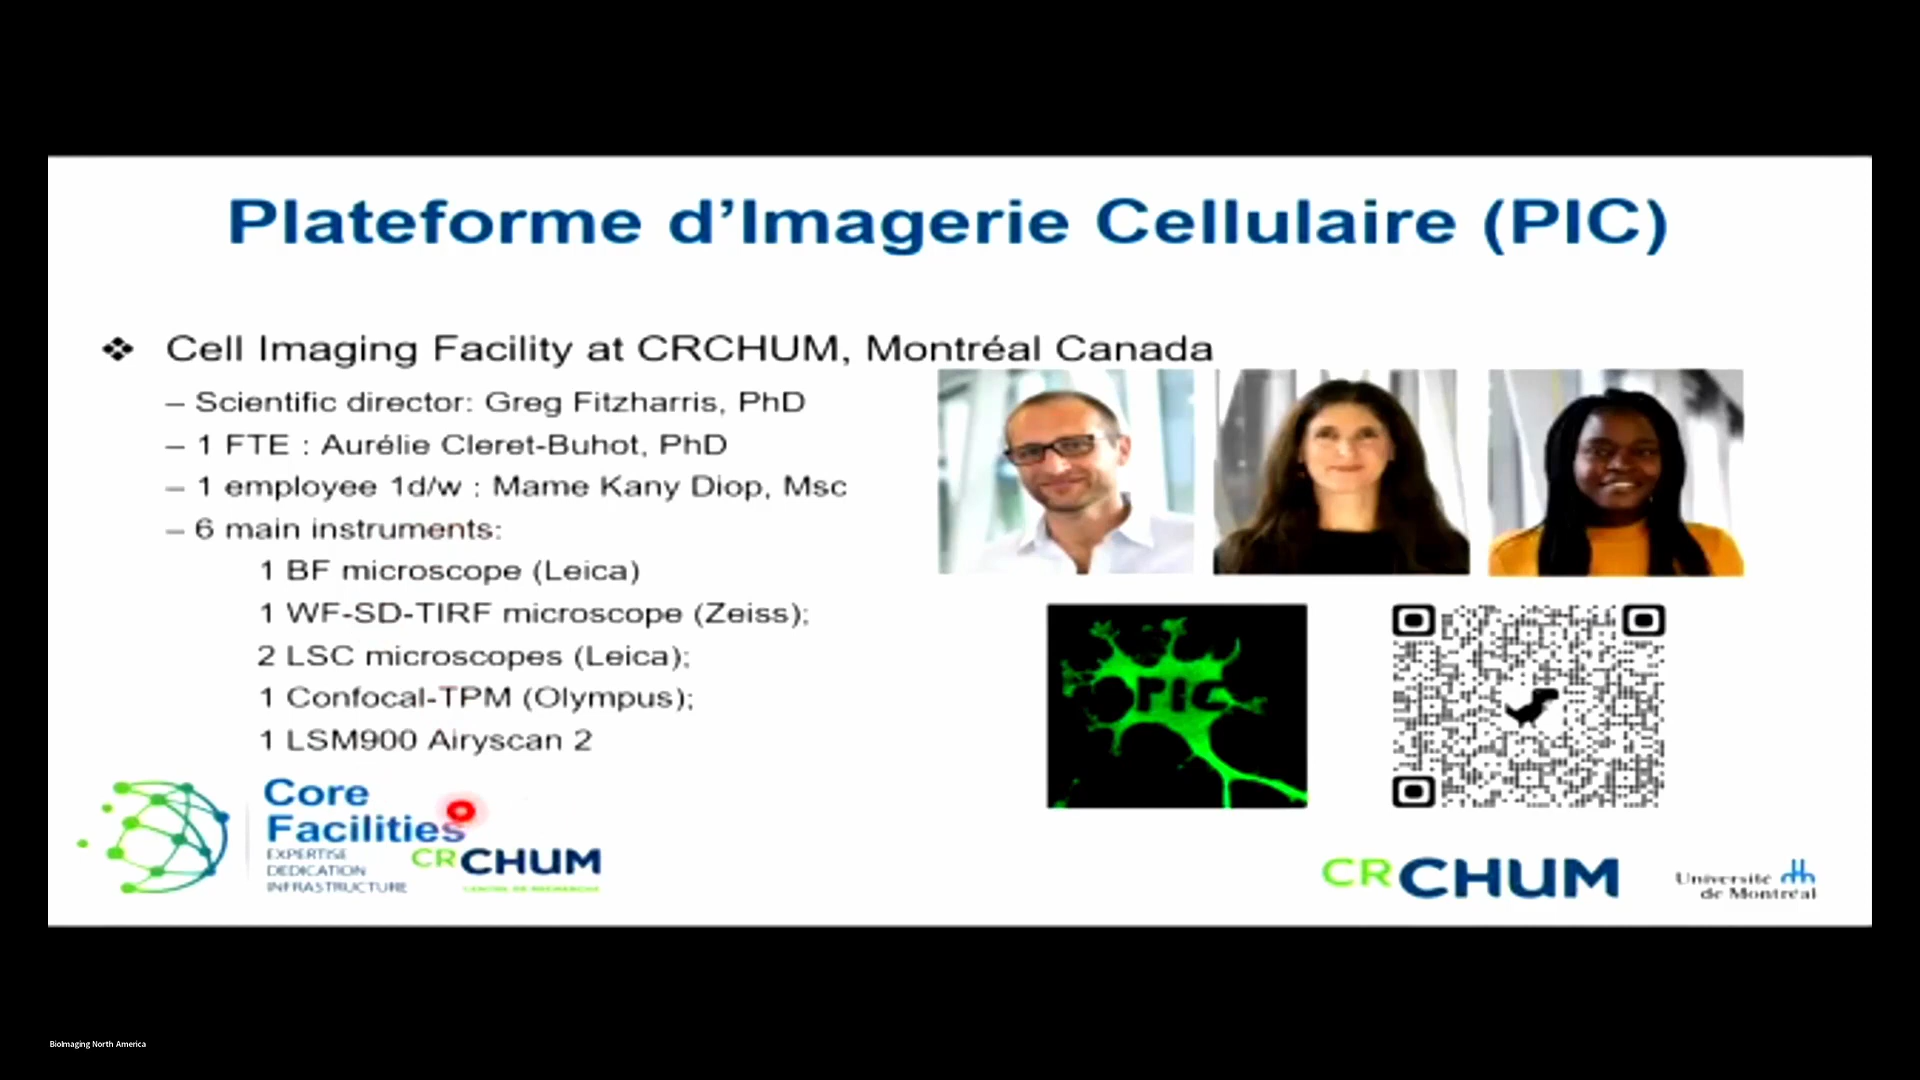 Plateforme d’Imagerie Cellulaire (PIC)
❖ Cell Imaging Facility at CRCHUM, Montréal Canada
– Scientific director: Greg Fitzharris, PhD
– 1 FTE : Aurélie Cleret-Buhot, PhD
– 1 employee 1d/w : Mame Kany Diop, Msc
– 6 main instruments:
1 BF microscope (Leica)
1 WF-SD-TIRF microscope (Zeiss);
2 LSC microscopes (Leica);
1 Confocal-TPM (Olympus);
1 LSM900 Airyscan 2
PIC
Core
Facilities
EXPERTISE
DEDICATION
INFRASTRUCTURE
CRCHUM
CENTRE DE RECHERCHE
CRCHUM
Université
de Montréal
BioImaging North America